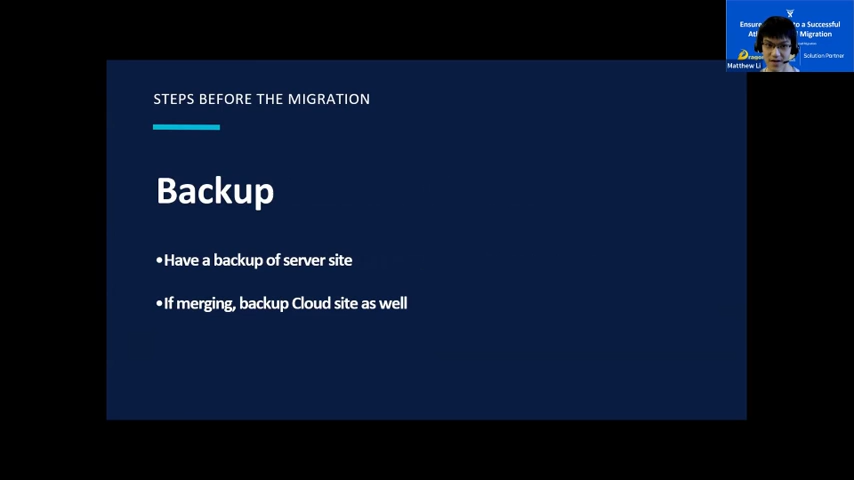 Ensure
to a Successful
Migration
Solution Partner
Matthew Li
STEPS BEFORE THE MIGRATION
Backup
•Have a backup of server site
•If merging, backup Cloud site as well